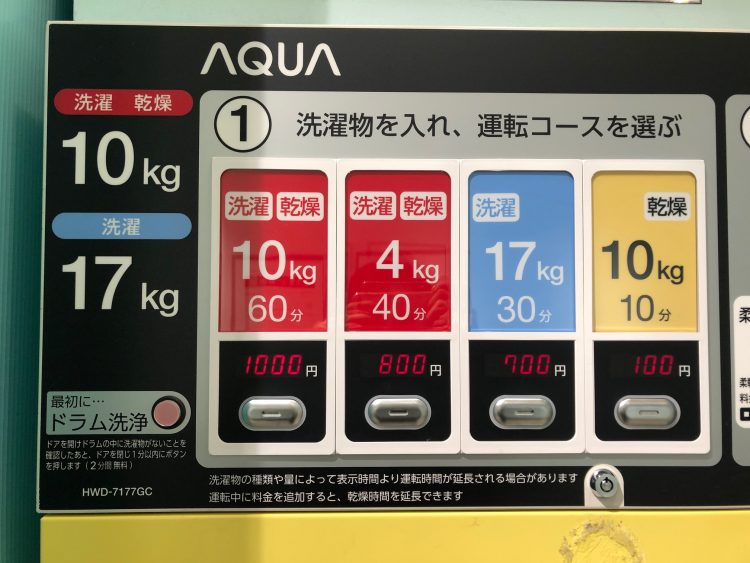 AQUA
洗濯 乾燥
10kg
洗濯
17kg
最初に…
ドラム洗浄
ドアを開けドラムの中に洗濯物がないことを
確認したあと、ドアを閉じ1分以内にボタン
を押します(2分間無料)
HWD-7177GC
① 洗濯物を入れ、運転コースを選ぶ
洗濯 乾燥
10kg
60分
1000円
洗濯 乾燥
4kg
40分
800円
洗濯
17kg
30分
700円
乾燥
10kg
10分
100円
洗濯物の種類や量によって表示時間より運転時間が延長される場合があります
運転中に料金を追加すると、乾燥時間を延長できます
柔
柔
料